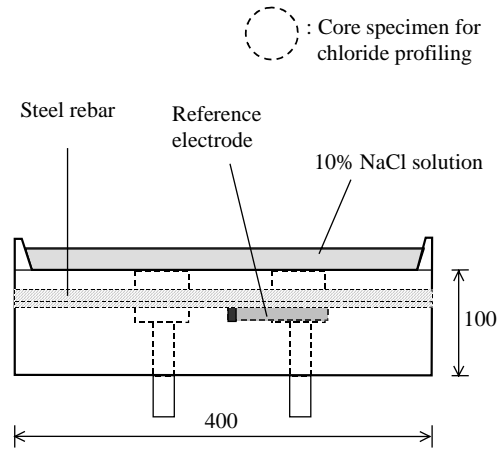 : Core specimen for
chloride profiling
Steel rebar
Reference
electrode
10% NaCl solution
100
400